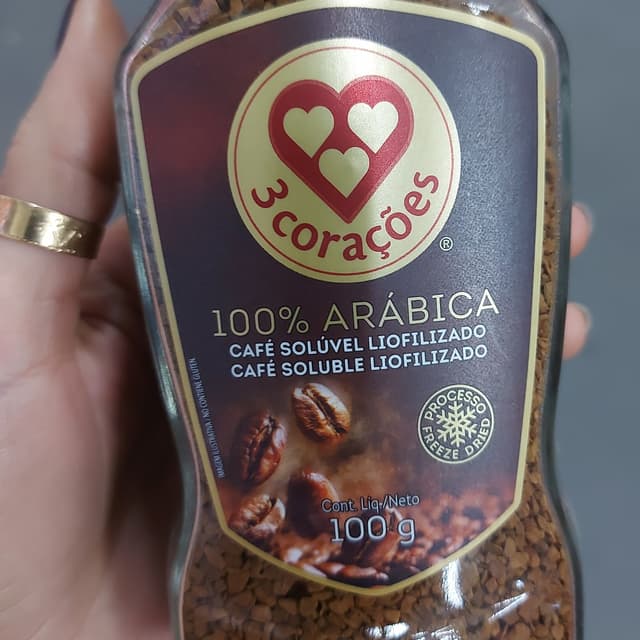 3 corações
®
100% ARÁBICA
CAFÉ SOLÚVEL LIOFILIZADO
CAFÉ SOLUBLE LIOFILIZADO
PROCESSO
FREEZE DRIED
IMAGEM ILUSTRATIVA / NO CONTIENE GLUTEN.
Cont. Líq./Neto
100 g